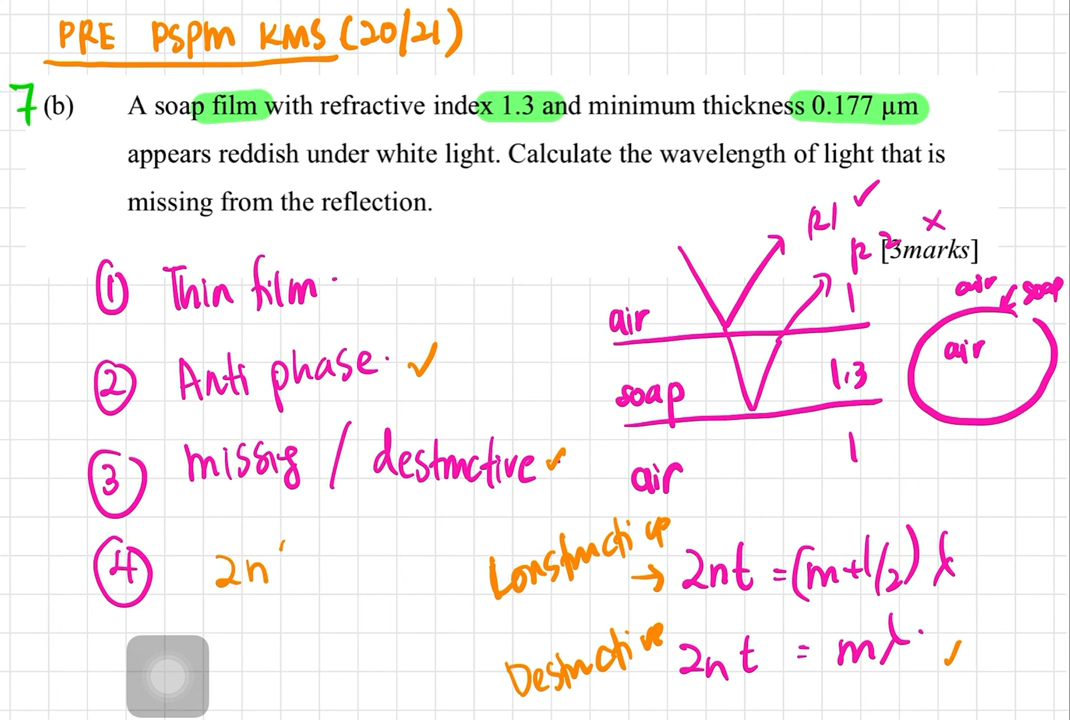 PRE PSPM KMS (20/21)
7 (b) A soap film with refractive index 1.3 and minimum thickness 0.177 µm
appears reddish under white light. Calculate the wavelength of light that is
missing from the reflection.
[3marks]
R1 ✓
R2 ×
① Thin film.
air
1
air
soap
air
② Anti phase. ✓
soap
1.3
③ missing / destructive ✓
air
1
④ 2n'
Constructive → 2nt = (m+1/2) λ
Destructive 2nt = mλ. ✓